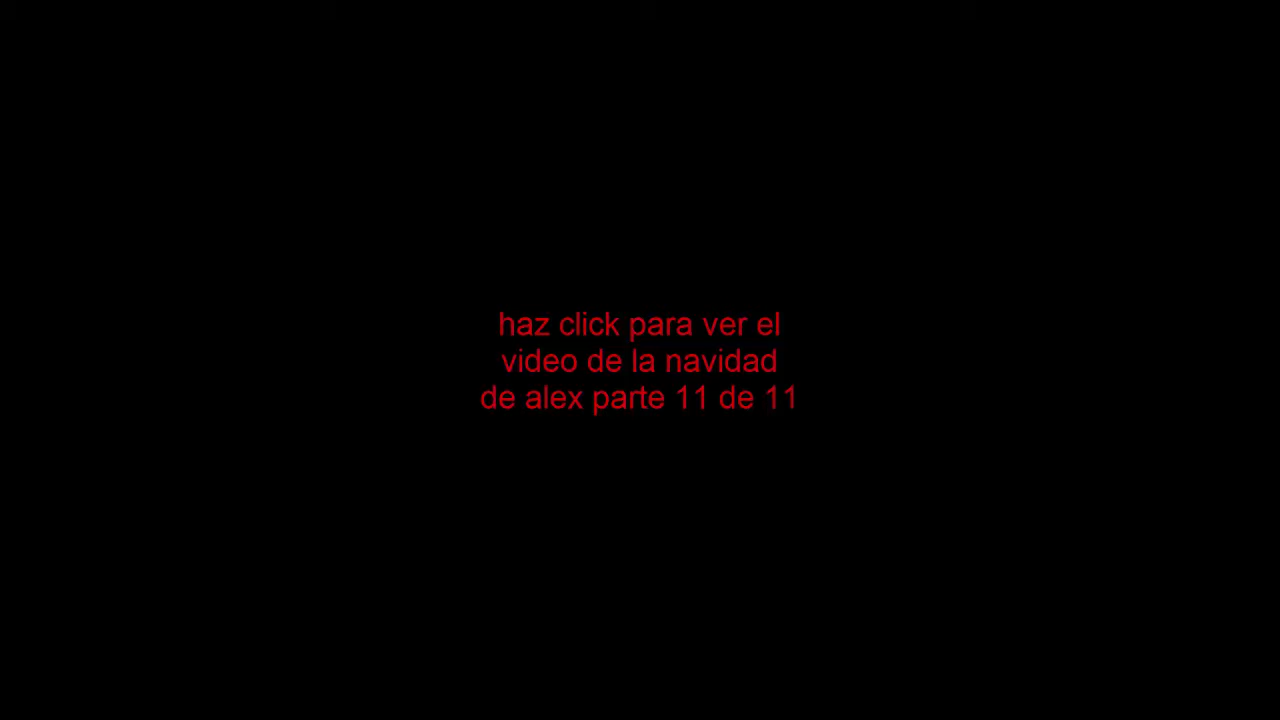 haz click para ver el
video de la navidad
de alex parte 11 de 11